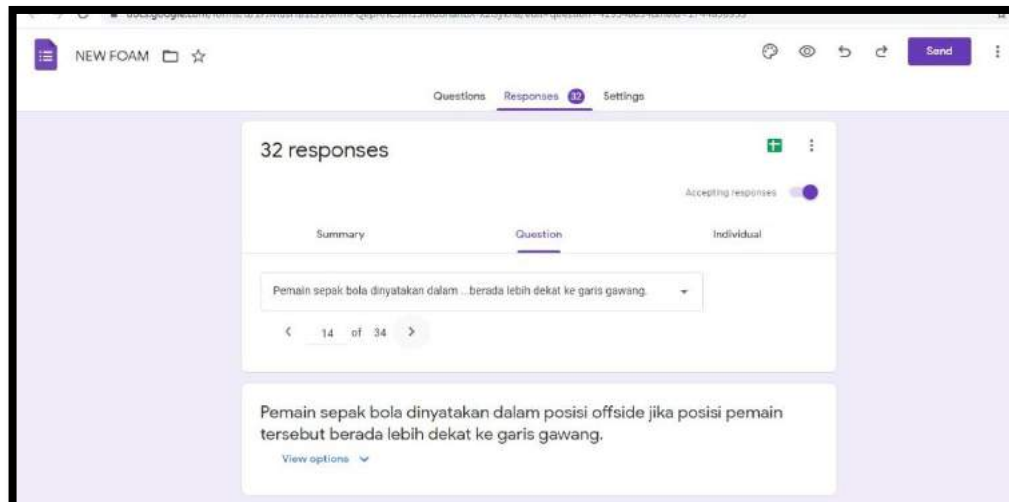 NEW FOAM
Send
Questions Responses 32 Settings
32 responses
Accepting responses
Summary Question Individual
Pemain sepak bola dinyatakan dalam ...berada lebih dekat ke garis gawang.
14 of 34
Pemain sepak bola dinyatakan dalam posisi offside jika posisi pemain
tersebut berada lebih dekat ke garis gawang.
View options